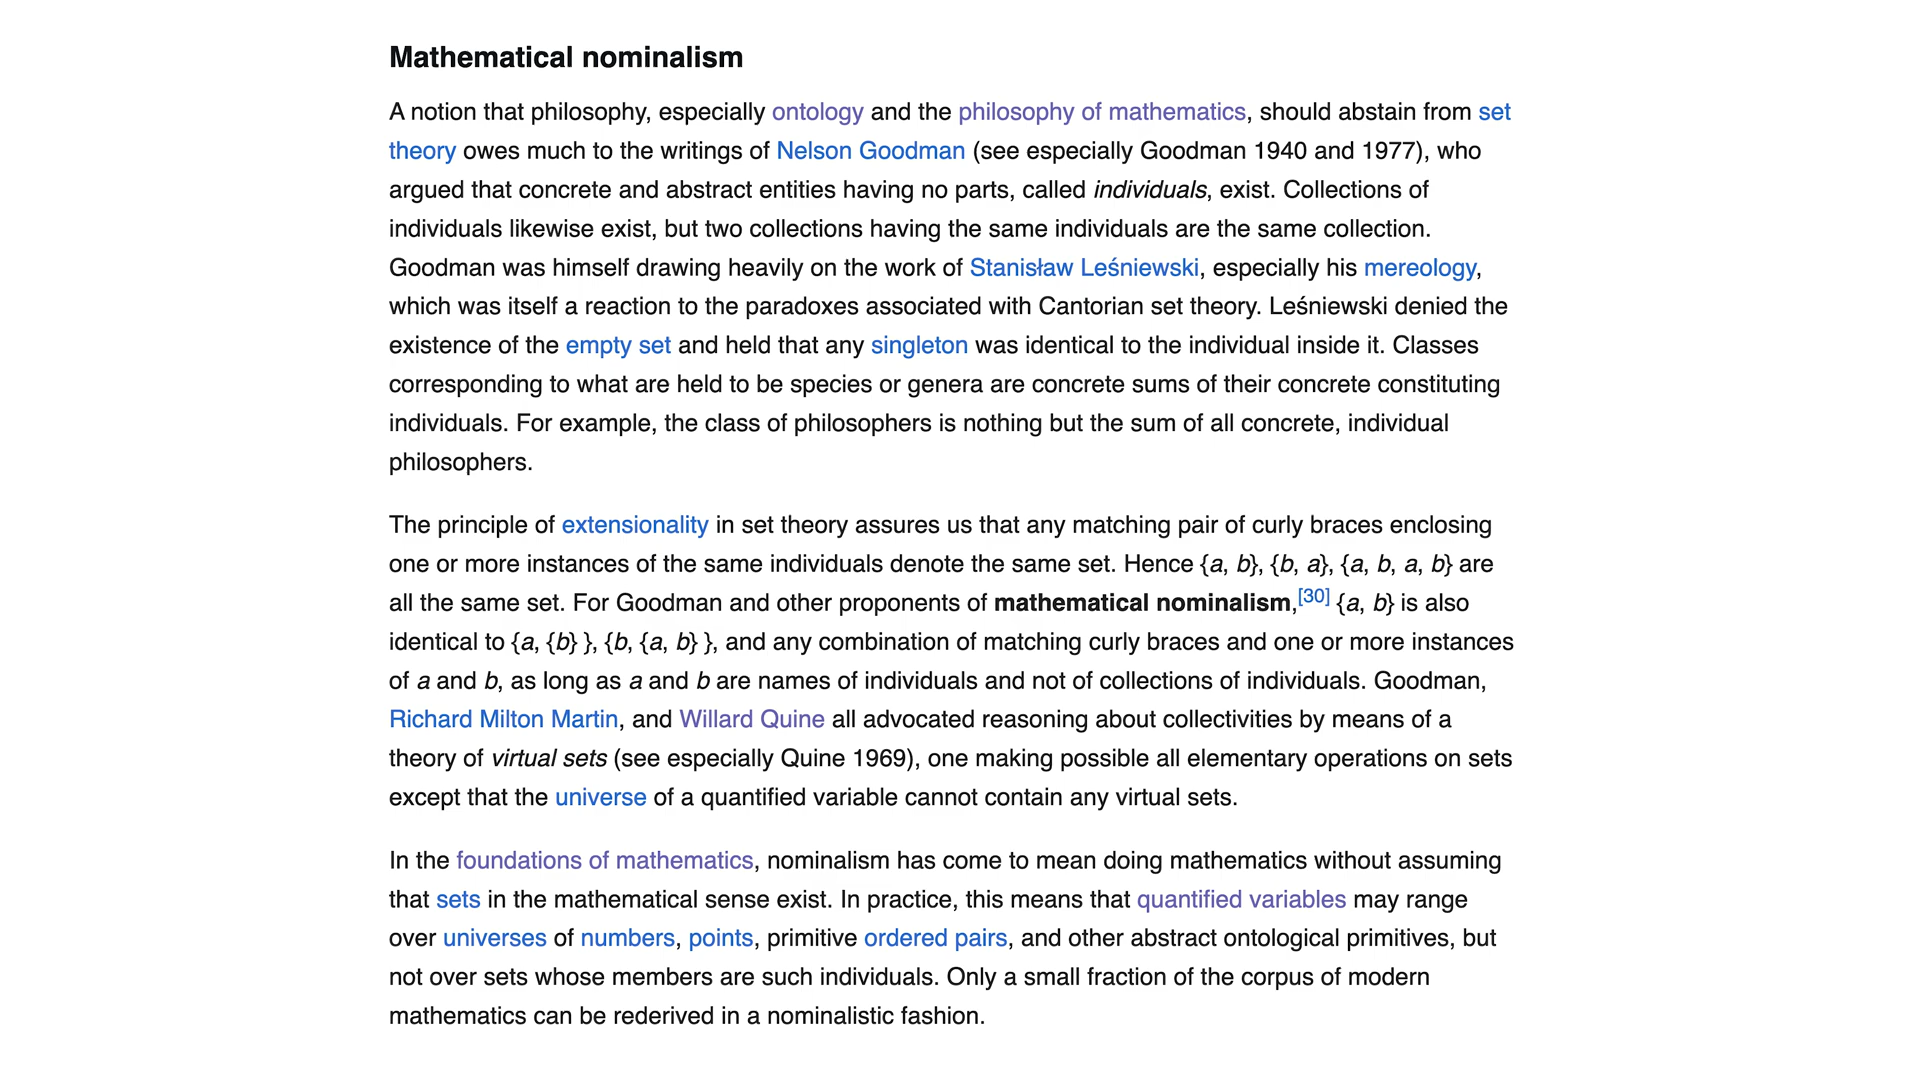 Mathematical nominalism
A notion that philosophy, especially ontology and the philosophy of mathematics, should abstain from set
theory owes much to the writings of Nelson Goodman (see especially Goodman 1940 and 1977), who
argued that concrete and abstract entities having no parts, called individuals, exist. Collections of
individuals likewise exist, but two collections having the same individuals are the same collection.
Goodman was himself drawing heavily on the work of Stanisław Leśniewski, especially his mereology,
which was itself a reaction to the paradoxes associated with Cantorian set theory. Leśniewski denied the
existence of the empty set and held that any singleton was identical to the individual inside it. Classes
corresponding to what are held to be species or genera are concrete sums of their concrete constituting
individuals. For example, the class of philosophers is nothing but the sum of all concrete, individual
philosophers.
The principle of extensionality in set theory assures us that any matching pair of curly braces enclosing
one or more instances of the same individuals denote the same set. Hence {a, b}, {b, a}, {a, b, a, b} are
all the same set. For Goodman and other proponents of mathematical nominalism,[30] {a, b} is also
identical to {a, {b} }, {b, {a, b} }, and any combination of matching curly braces and one or more instances
of a and b, as long as a and b are names of individuals and not of collections of individuals. Goodman,
Richard Milton Martin, and Willard Quine all advocated reasoning about collectivities by means of a
theory of virtual sets (see especially Quine 1969), one making possible all elementary operations on sets
except that the universe of a quantified variable cannot contain any virtual sets.
In the foundations of mathematics, nominalism has come to mean doing mathematics without assuming
that sets in the mathematical sense exist. In practice, this means that quantified variables may range
over universes of numbers, points, primitive ordered pairs, and other abstract ontological primitives, but
not over sets whose members are such individuals. Only a small fraction of the corpus of modern
mathematics can be rederived in a nominalistic fashion.